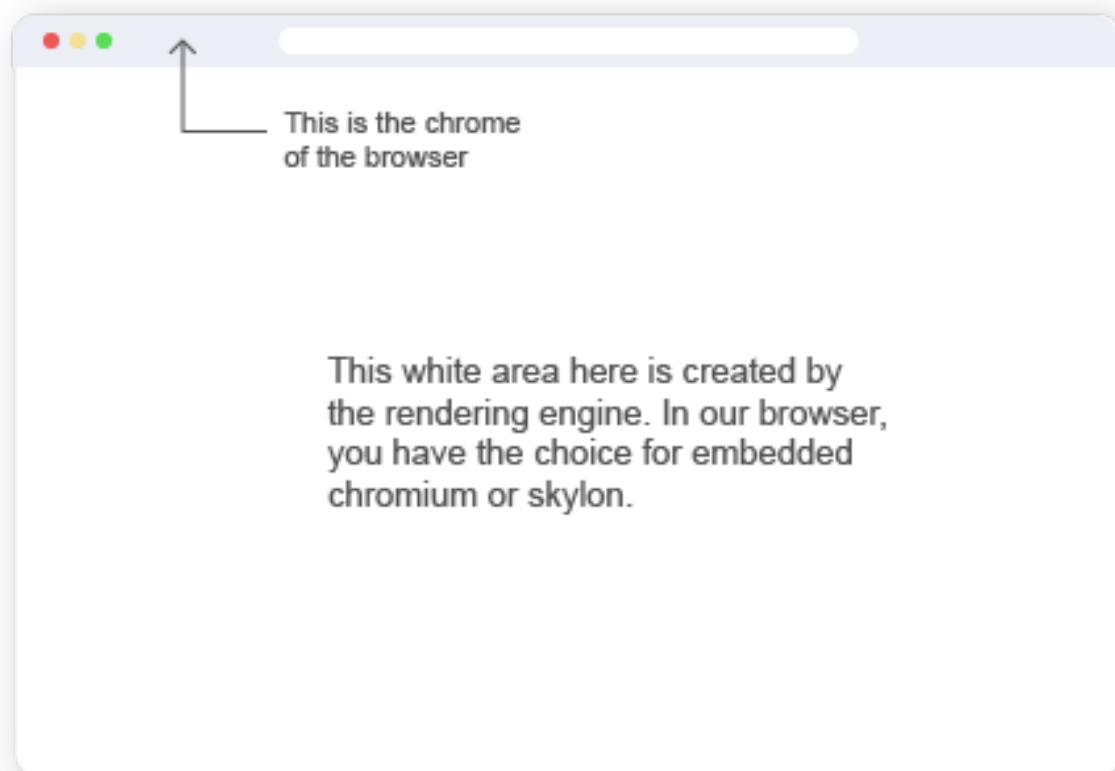 This is the chrome
of the browser
This white area here is created by
the rendering engine. In our browser,
you have the choice for embedded
chromium or skylon.